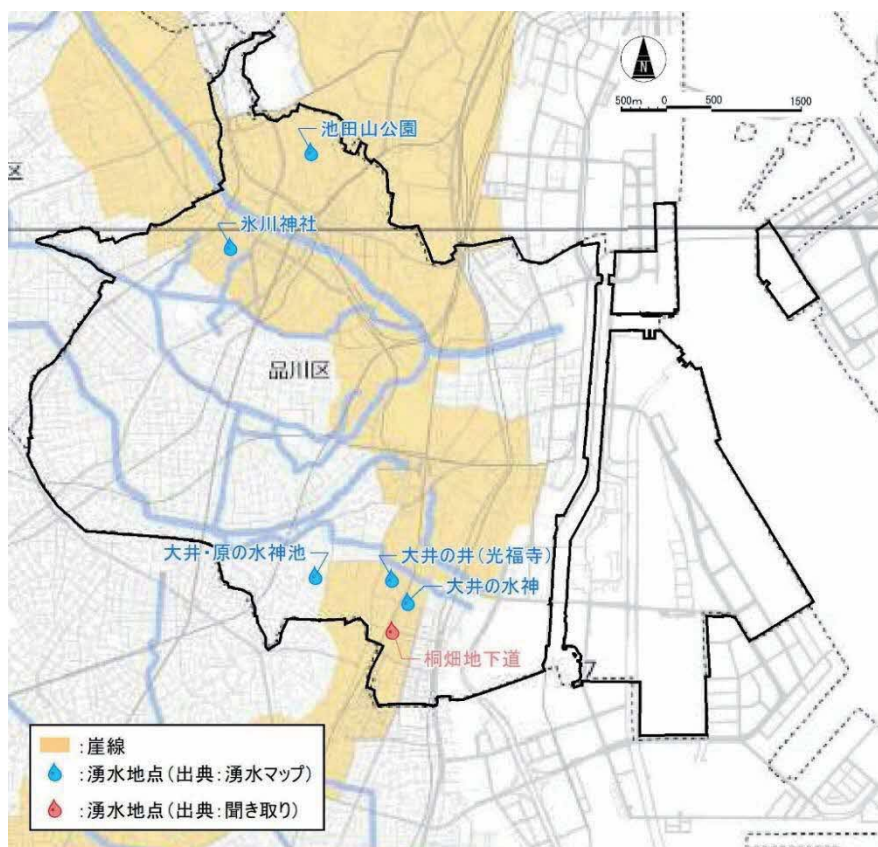 N
500m 0 500 1500
池田山公園
区
氷川神社
品川区
大井・原の水神池
大井の井(光福寺)
大井の水神
桐畑地下道
:崖線
:湧水地点(出典:湧水マップ)
:湧水地点(出典:聞き取り)